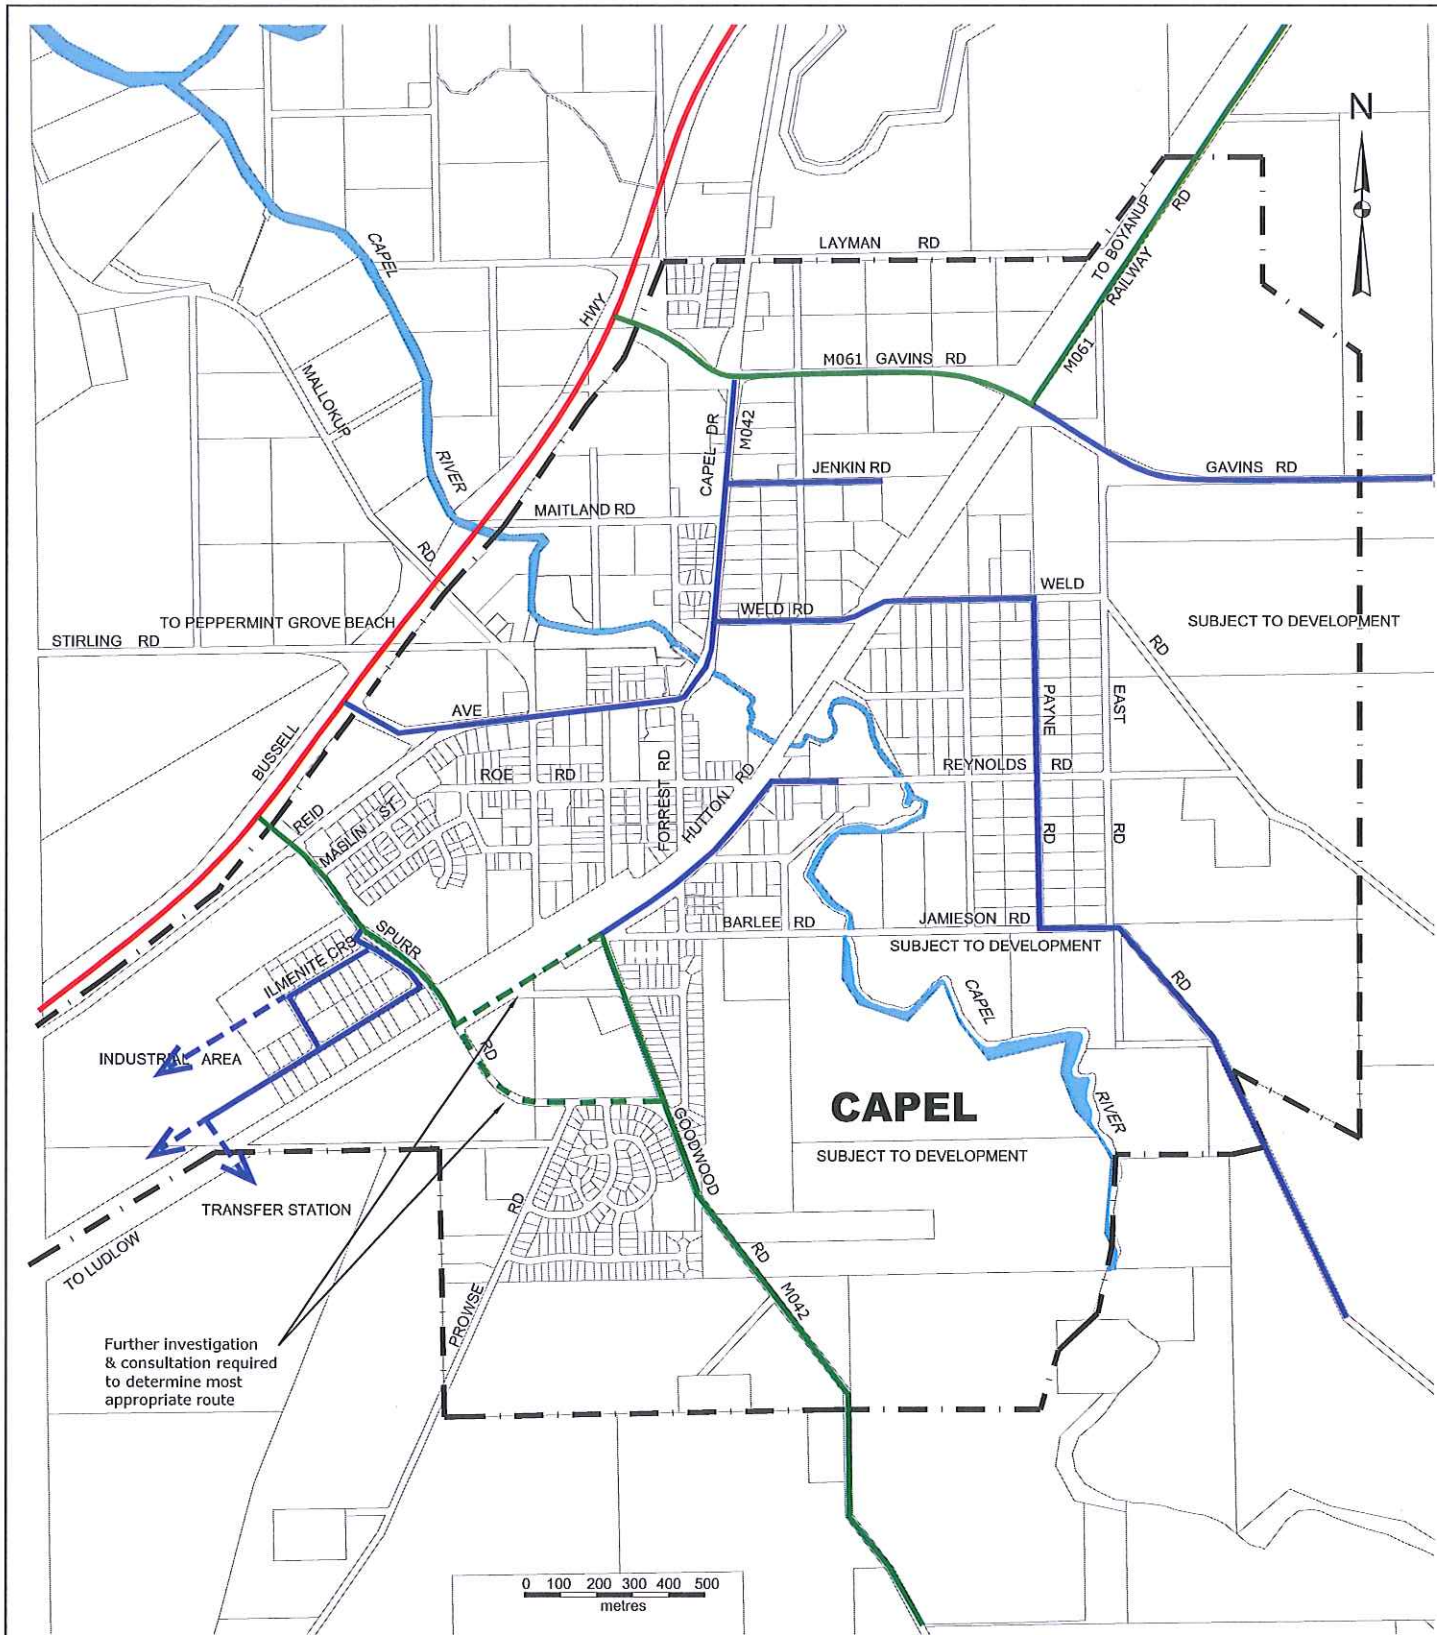 N
CAPEL
LAYMAN RD
TO BOYANUP
RAILWAY RD
HWY
M061 GAVINS RD
M061
MALLOKUP
CAPEL DR
M042
RIVER
JENKIN RD
GAVINS RD
MAITLAND RD
RD
WELD
WELD RD
TO PEPPERMINT GROVE BEACH
SUBJECT TO DEVELOPMENT
STIRLING RD
RD
AVE
PAYNE
EAST
BUSSELL
ROE RD
FORREST RD
HUTTON RD
REYNOLDS RD
REID
MASLIN ST
RD
RD
BARLEE RD
JAMIESON RD
SPURR
SUBJECT TO DEVELOPMENT
ILMENITE CRS
RD
CAPEL
INDUSTRIAL AREA
RD
CAPEL
RIVER
GOODWOOD
SUBJECT TO DEVELOPMENT
RD
TRANSFER STATION
RD
TO LUDLOW
M042
PROWSE
Further investigation
& consultation required
to determine most
appropriate route
0 100 200 300 400 500
metres